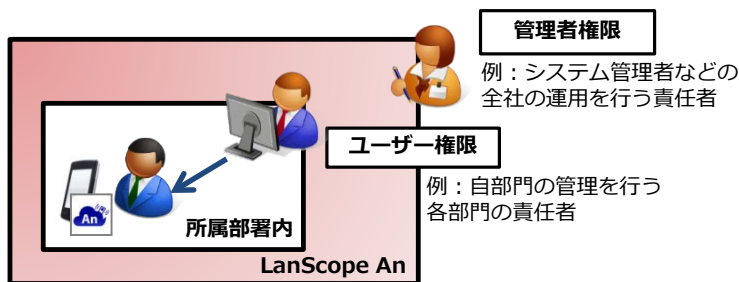 管理者権限
例：システム管理者などの
全社の運用を行う責任者
ユーザー権限
例：自部門の管理を行う
各部門の責任者
An
所属部署内
LanScope An